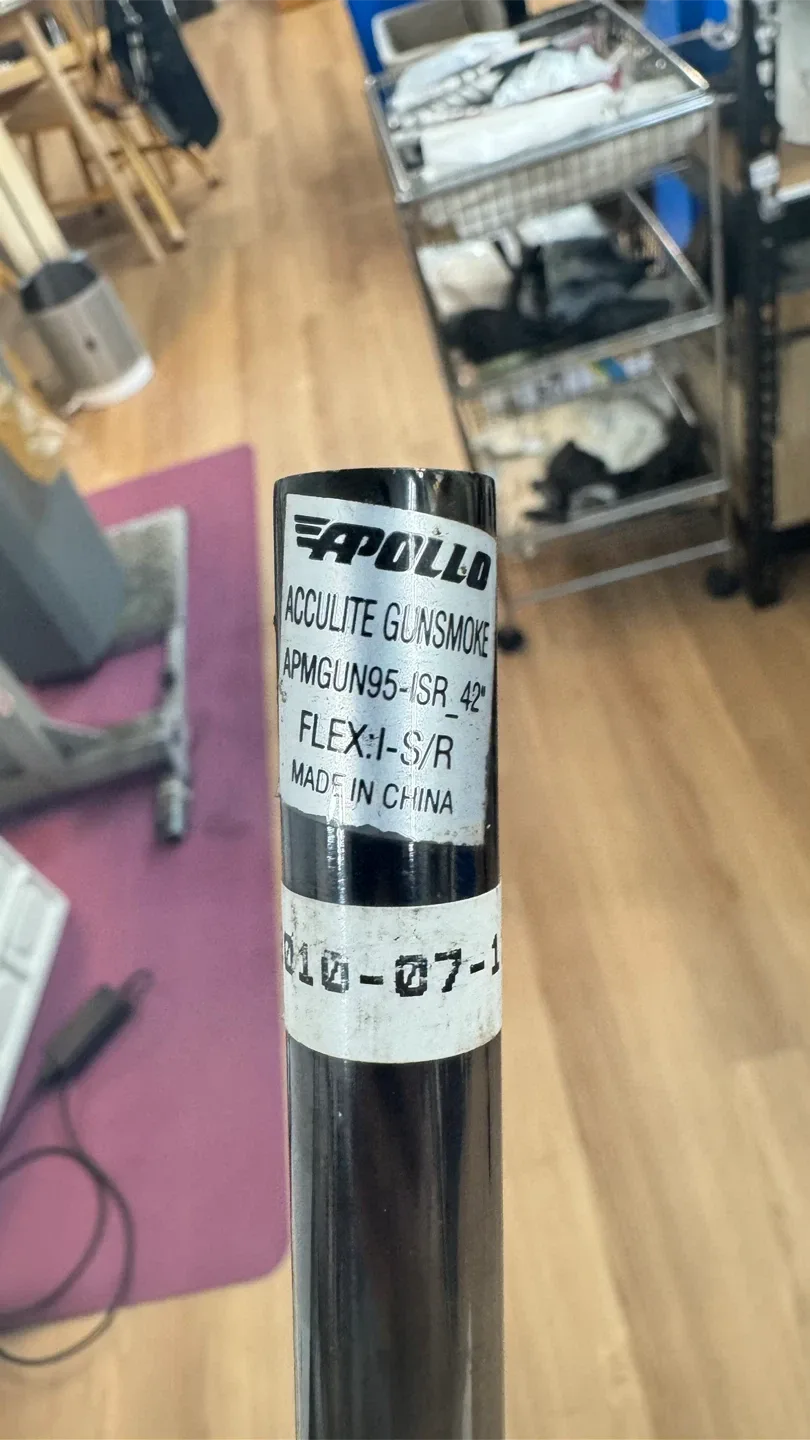 APOLLO
ACCULITE GUNSMOKE
APMGUN95-ISR_42"
FLEX:I-S/R
MADE IN CHINA
010-07-1